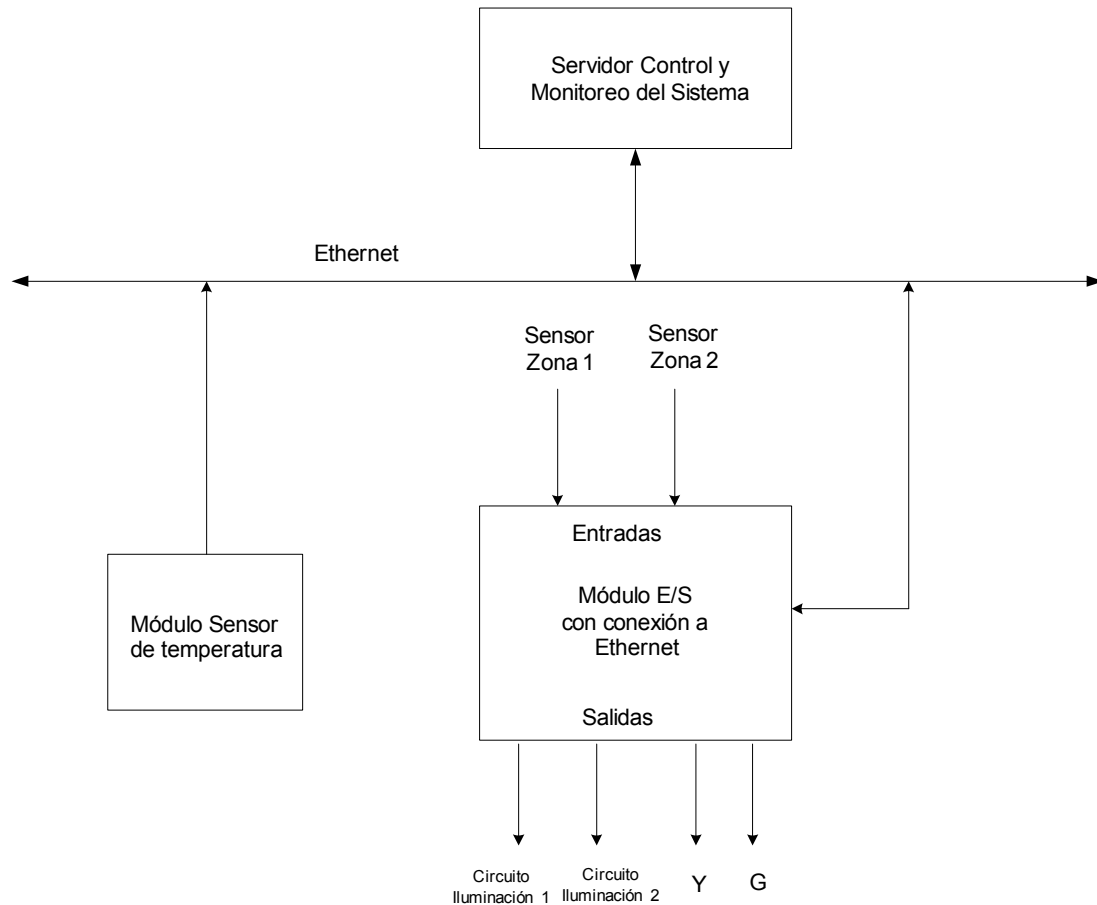 Servidor Control y
Monitoreo del Sistema
Ethernet
Sensor
Zona 1
Sensor
Zona 2
Entradas
Módulo E/S
con conexión a
Ethernet
Salidas
Módulo Sensor
de temperatura
Circuito
Iluminación 1
Circuito
Iluminación 2
Y
G